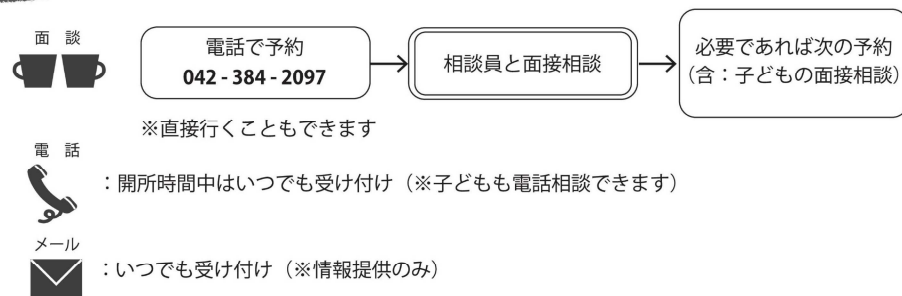 面 談
電話で予約
042 - 384 - 2097
相談員と面接相談
必要であれば次の予約
(含：子どもの面接相談)
※直接行くこともできます
電 話
：開所時間中はいつでも受け付け（※子どもも電話相談できます）
メール
：いつでも受け付け（※情報提供のみ）